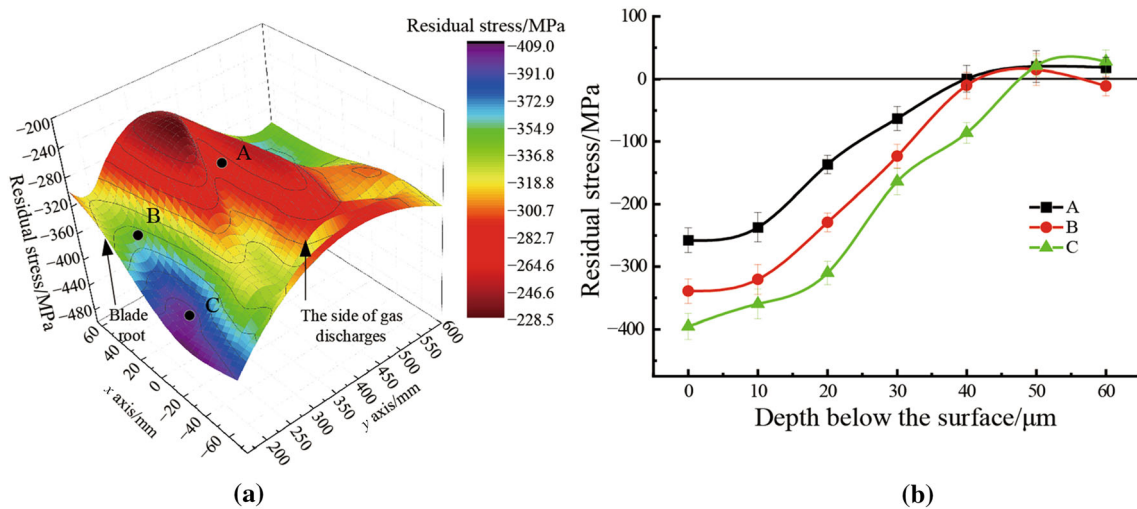 (a)
Residual stress/MPa
−409.0
−391.0
−372.9
−354.9
−336.8
−318.8
−300.7
−282.7
−264.6
−246.6
−228.5
−200
−240
−280
−320
−360
−400
−440
−480
Residual stress/MPa
A
B
C
Blade
root
The side of gas
discharges
60
40
20
0
−20
−40
−60
x axis/mm
200
250
300
350
400
450
500
550
600
y axis/mm
(a)
(b)
100
0
−100
−200
−300
−400
Residual stress/MPa
A
B
C
0
10
20
30
40
50
60
Depth below the surface/μm
(b)